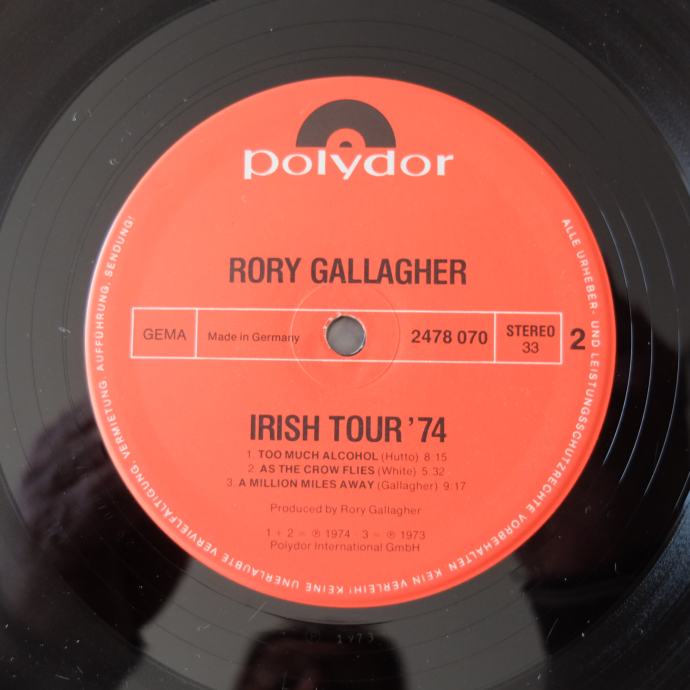 polydor
RORY GALLAGHER
GEMA
Made in Germany
2478 070
STEREO
33
2
IRISH TOUR '74
1. TOO MUCH ALCOHOL (Hutto) 8:15
2. AS THE CROW FLIES (White) 5:32
3. A MILLION MILES AWAY (Gallagher) 9:17
Produced by Rory Gallagher
1 + 2 = ℗ 1974 · 3 = ℗ 1973
Polydor International GmbH
ALLE URHEBER- UND LEISTUNGSSCHUTZRECHTE VORBEHALTEN. KEIN VERLEIH! KEINE UNERLAUBTE VERVIELFÄLTIGUNG, VERMIETUNG, AUFFÜHRUNG, SENDUNG!
℗ 1973